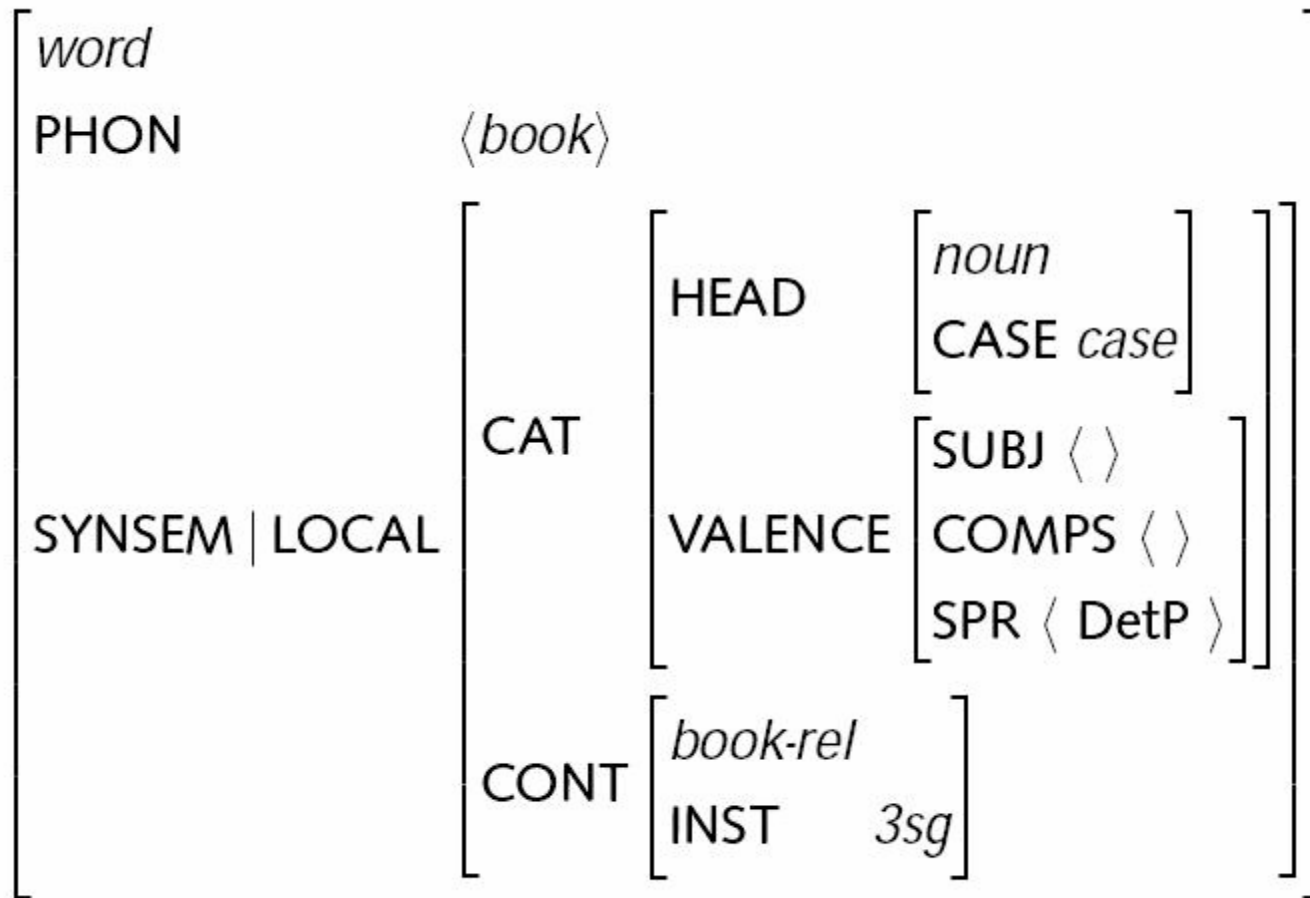 word
PHON ⟨book⟩
SYNSEM | LOCAL
CAT
HEAD
noun
CASE case
VALENCE
SUBJ ⟨ ⟩
COMPS ⟨ ⟩
SPR ⟨ DetP ⟩
CONT
book-rel
INST 3sg